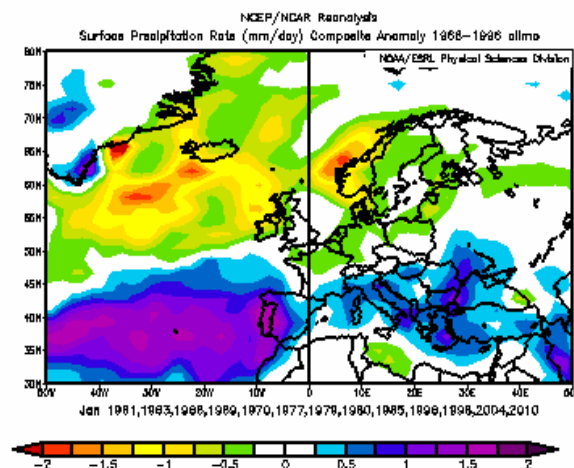 NCEP/NCAR Reanalysis
Surface Precipitation Rate (mm/day) Composite Anomaly 1968-1996 climo
NOAA/ESRL Physical Sciences Division
80N
75N
70N
65N
60N
55N
50N
45N
40N
35N
30N
50W 40W 30W 20W 10W 0 10E 20E 30E 40E 50E
Jan 1961,1963,1966,1969,1970,1977,1979,1980,1985,1996,1998,2004,2010
-2 -1.5 -1 -0.5 0 0.5 1 1.5 2